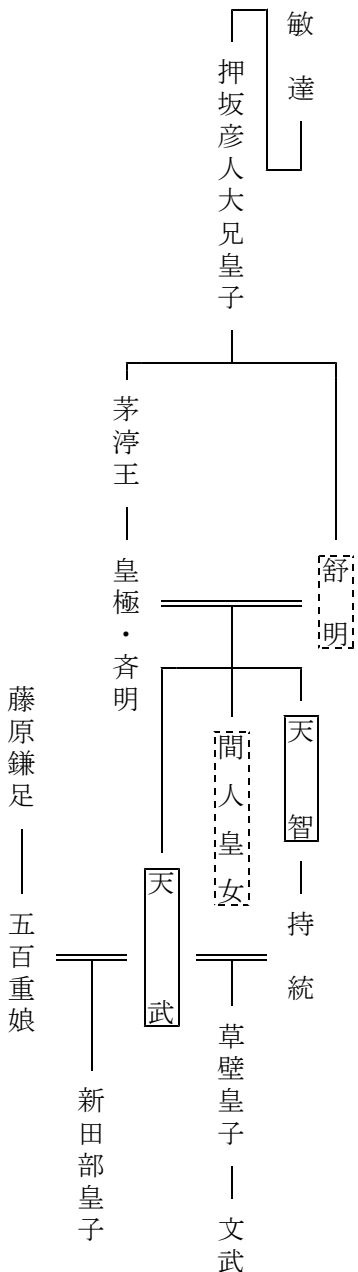 敏達
押坂彦人大兄皇子
茅渟王
皇極・斉明
舒明
天智
間人皇女
天武
持統
藤原鎌足
五百重娘
草壁皇子
文武
新田部皇子